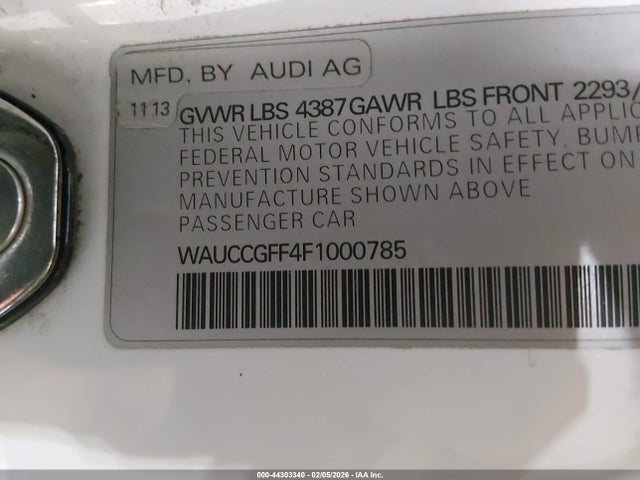 MFD. BY AUDI AG
11 13 GVWR LBS 4387 GAWR LBS FRONT 2293/
THIS VEHICLE CONFORMS TO ALL APPLIC
FEDERAL MOTOR VEHICLE SAFETY. BUMP
PREVENTION STANDARDS IN EFFECT ON
MANUFACTURE SHOWN ABOVE
PASSENGER CAR
WAUCCGFF4F1000785
000-44303340 - 02/05/2026 - IAA Inc.